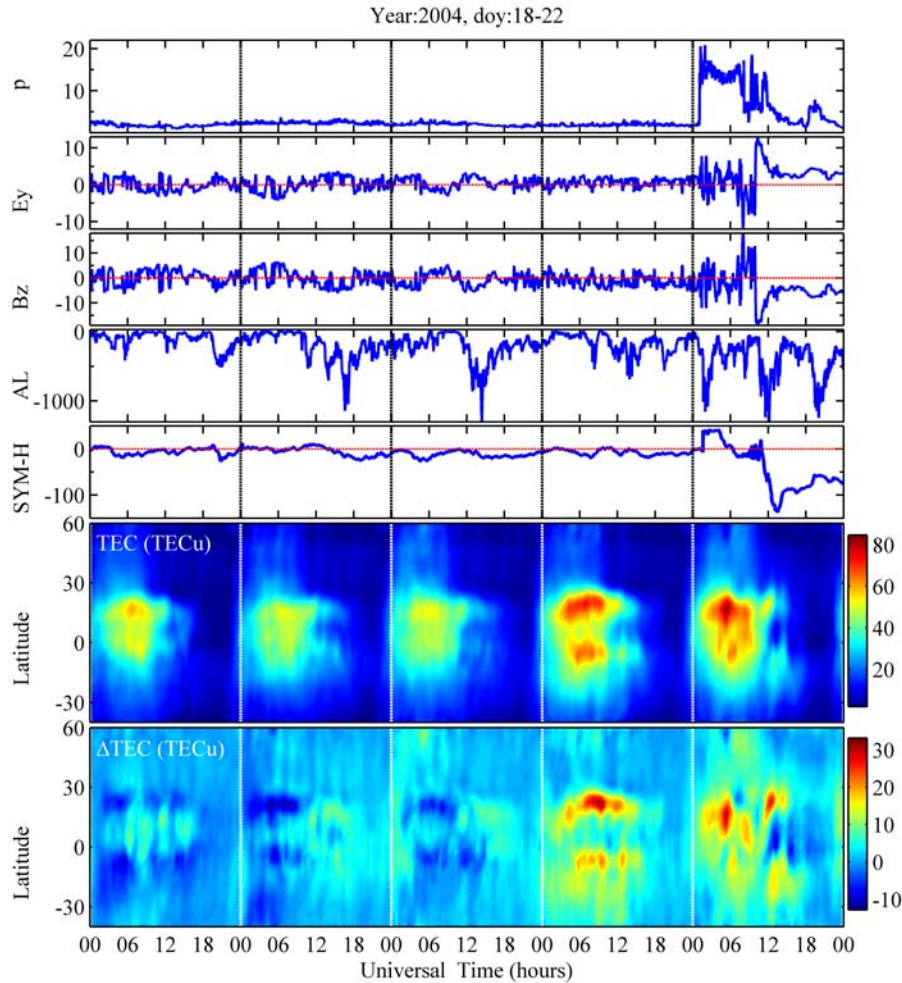 Year:2004, doy:18-22
p
20
10
Ey
10
0
-10
Bz
10
0
-10
AL
0
-1000
SYM-H
0
-100
TEC (TECu)
Latitude
60
30
0
-30
80
60
40
20
ΔTEC (TECu)
Latitude
60
30
0
-30
30
20
10
0
-10
00 06 12 18 00 06 12 18 00 06 12 18 00 06 12 18 00 06 12 18 00
Universal Time (hours)